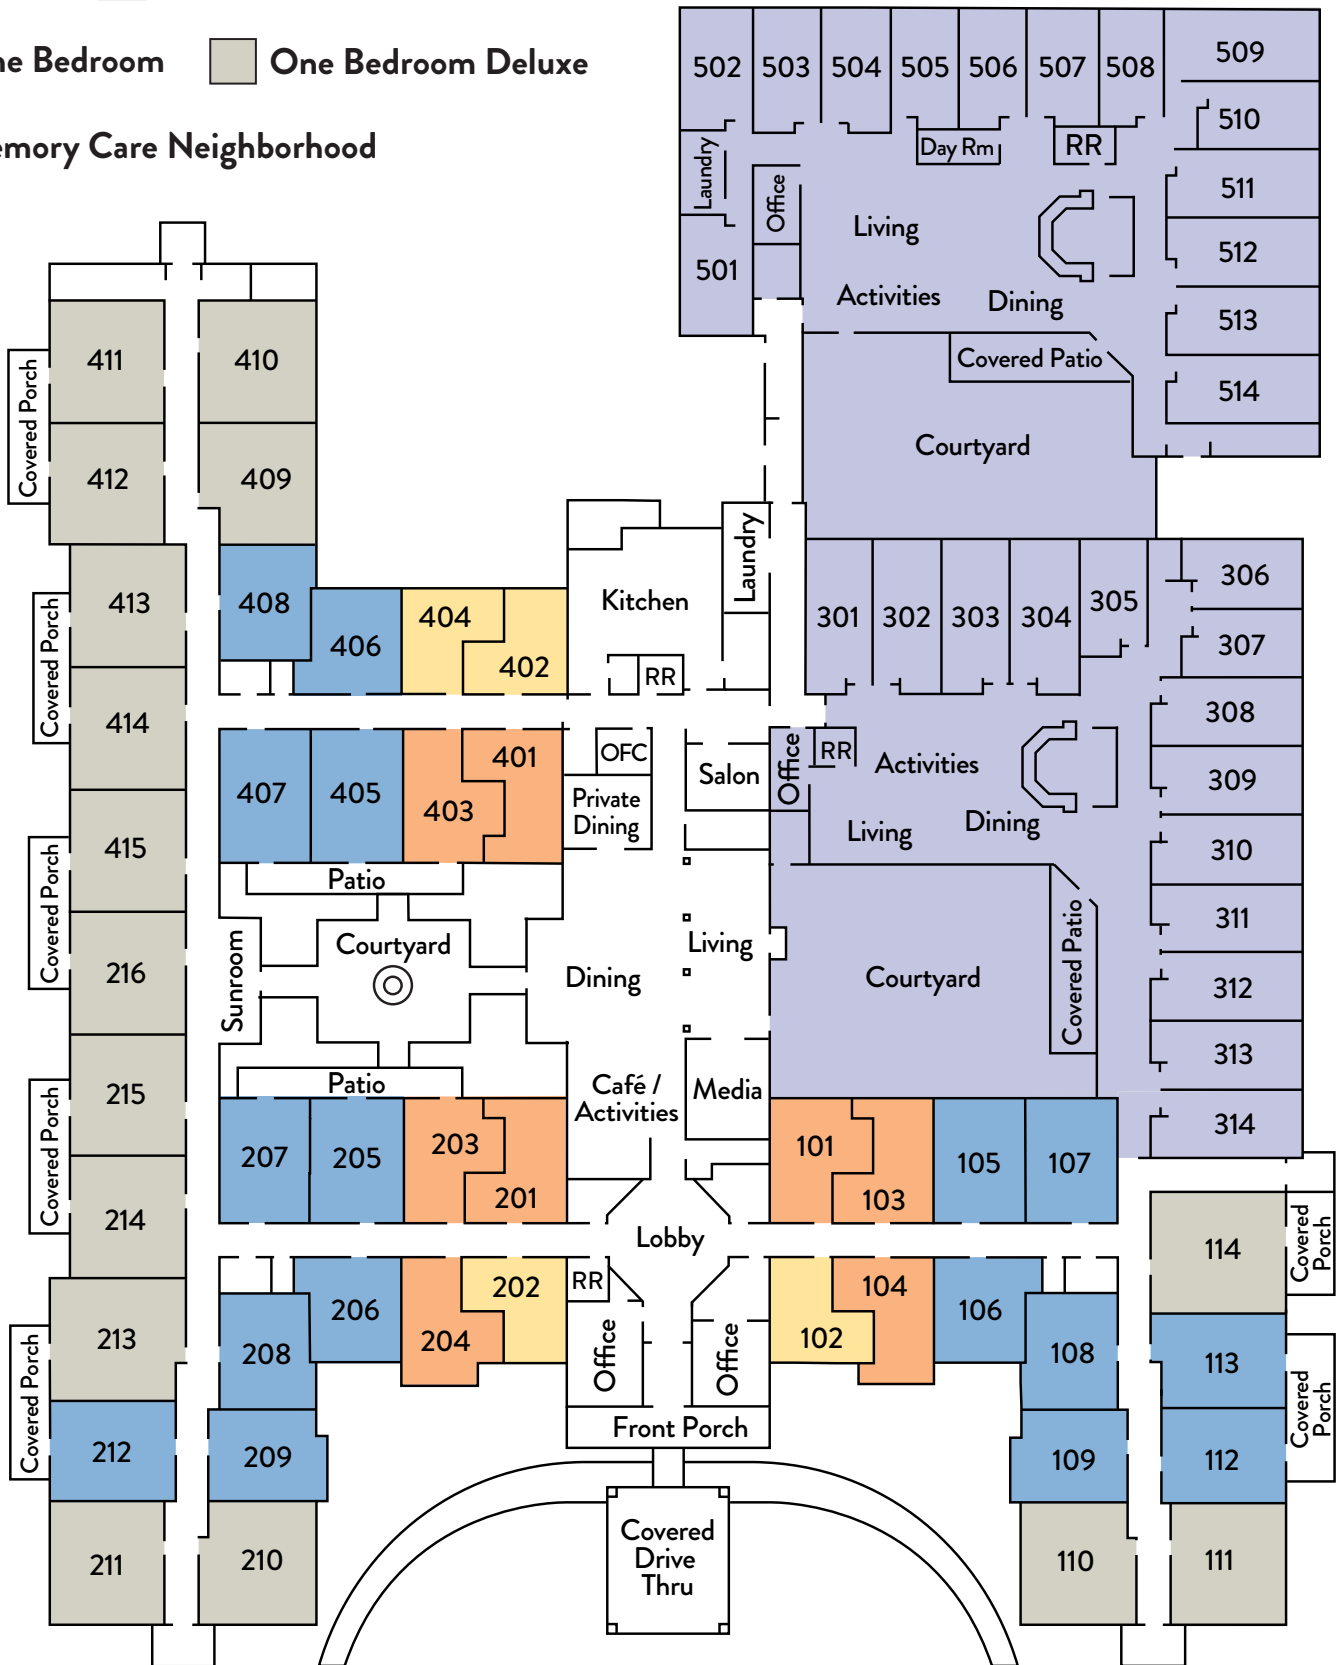 ne Bedroom
One Bedroom Deluxe
emory Care Neighborhood
502
503
504
505
506
507
508
509
510
511
512
513
514
501
Laundry
Office
Day Rm
RR
Living
Activities
Dining
Covered Patio
Courtyard
411
410
412
409
Covered Porch
413
408
406
404
402
Covered Porch
414
Kitchen
Laundry
RR
301
302
303
304
305
306
307
308
309
310
311
312
313
314
407
405
403
401
OFC
Private
Dining
Salon
Office
RR
Activities
Living
Dining
415
Covered Porch
216
Patio
Sunroom
Courtyard
Dining
Living
Courtyard
Covered Patio
215
Covered Porch
214
Patio
207
205
203
201
Café /
Activities
Media
101
103
105
107
Lobby
114
Covered
Porch
213
Covered Porch
212
211
208
206
204
202
RR
Office
Office
102
104
106
108
113
Covered
Porch
209
210
Front Porch
109
112
110
111
Covered
Drive
Thru